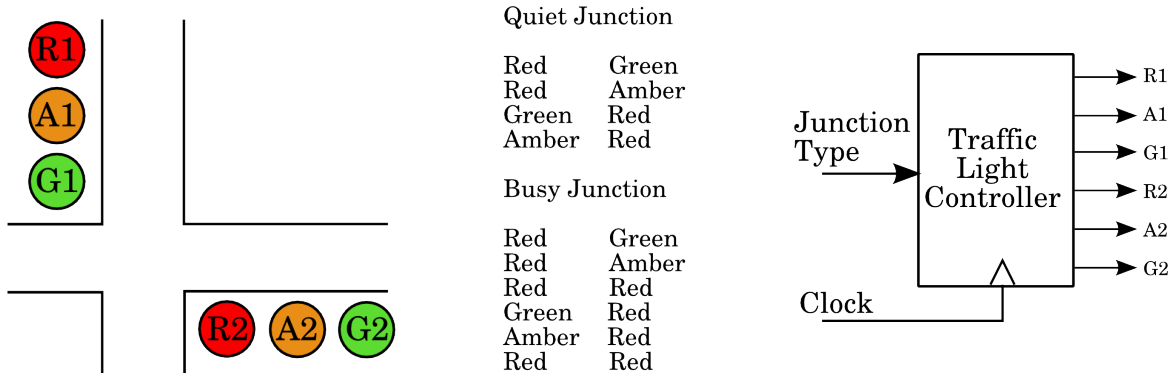 R1
A1
G1
R2 A2 G2
Quiet Junction
Red Green
Red Amber
Green Red
Amber Red
Busy Junction
Red Green
Red Amber
Red Red
Green Red
Amber Red
Red Red
Junction
Type
Clock
Traffic
Light
Controller
R1
A1
G1
R2
A2
G2